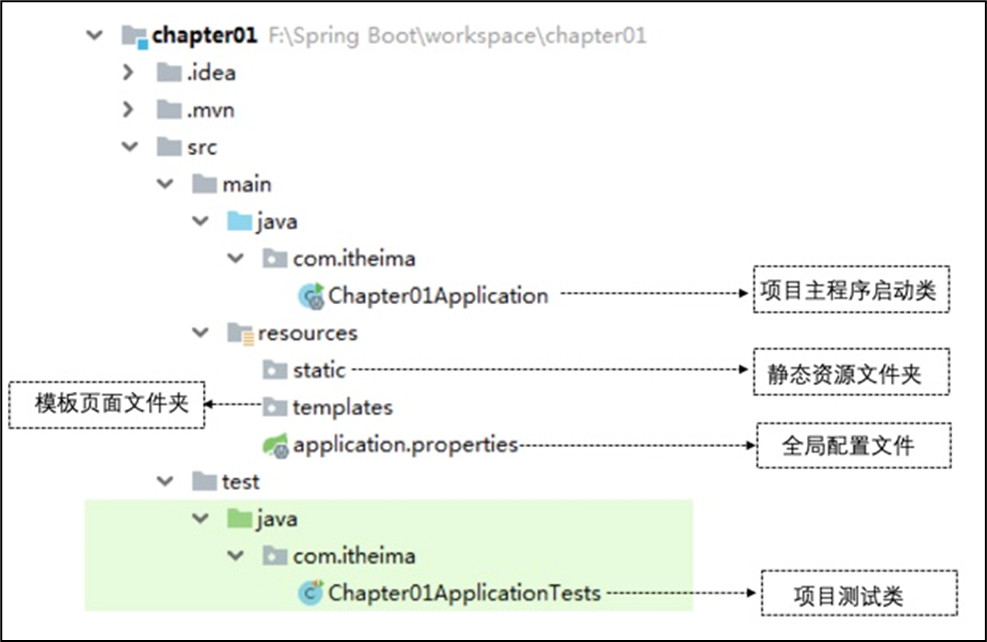 chapter01 F:\Spring Boot\workspace\chapter01
.idea
.mvn
src
main
java
com.itheima
Chapter01Application
项目主程序启动类
resources
static
静态资源文件夹
模板页面文件夹
templates
application.properties
全局配置文件
test
java
com.itheima
Chapter01ApplicationTests
项目测试类